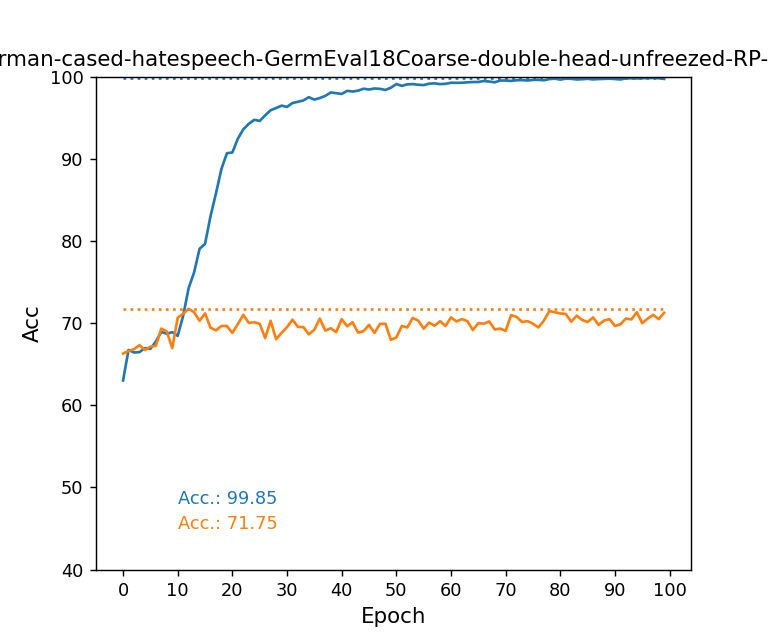 rman-cased-hatespeech-GermEval18Coarse-double-head-unfreezed-RP-
100
90
80
70
60
50
40
Acc
Acc.: 99.85
Acc.: 71.75
0 10 20 30 40 50 60 70 80 90 100
Epoch